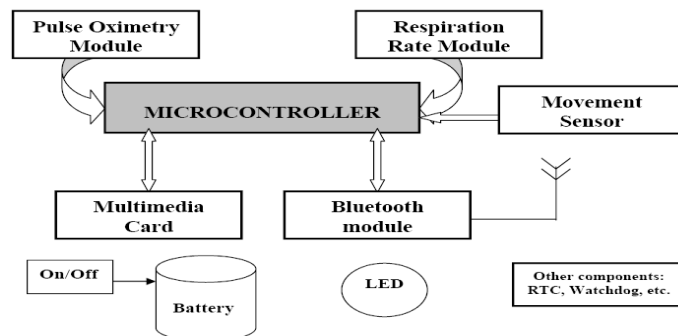 Pulse Oximetry
Module
Respiration
Rate Module
MICROCONTROLLER
Movement
Sensor
Multimedia
Card
Bluetooth
module
On/Off
Battery
LED
Other components:
RTC, Watchdog, etc.